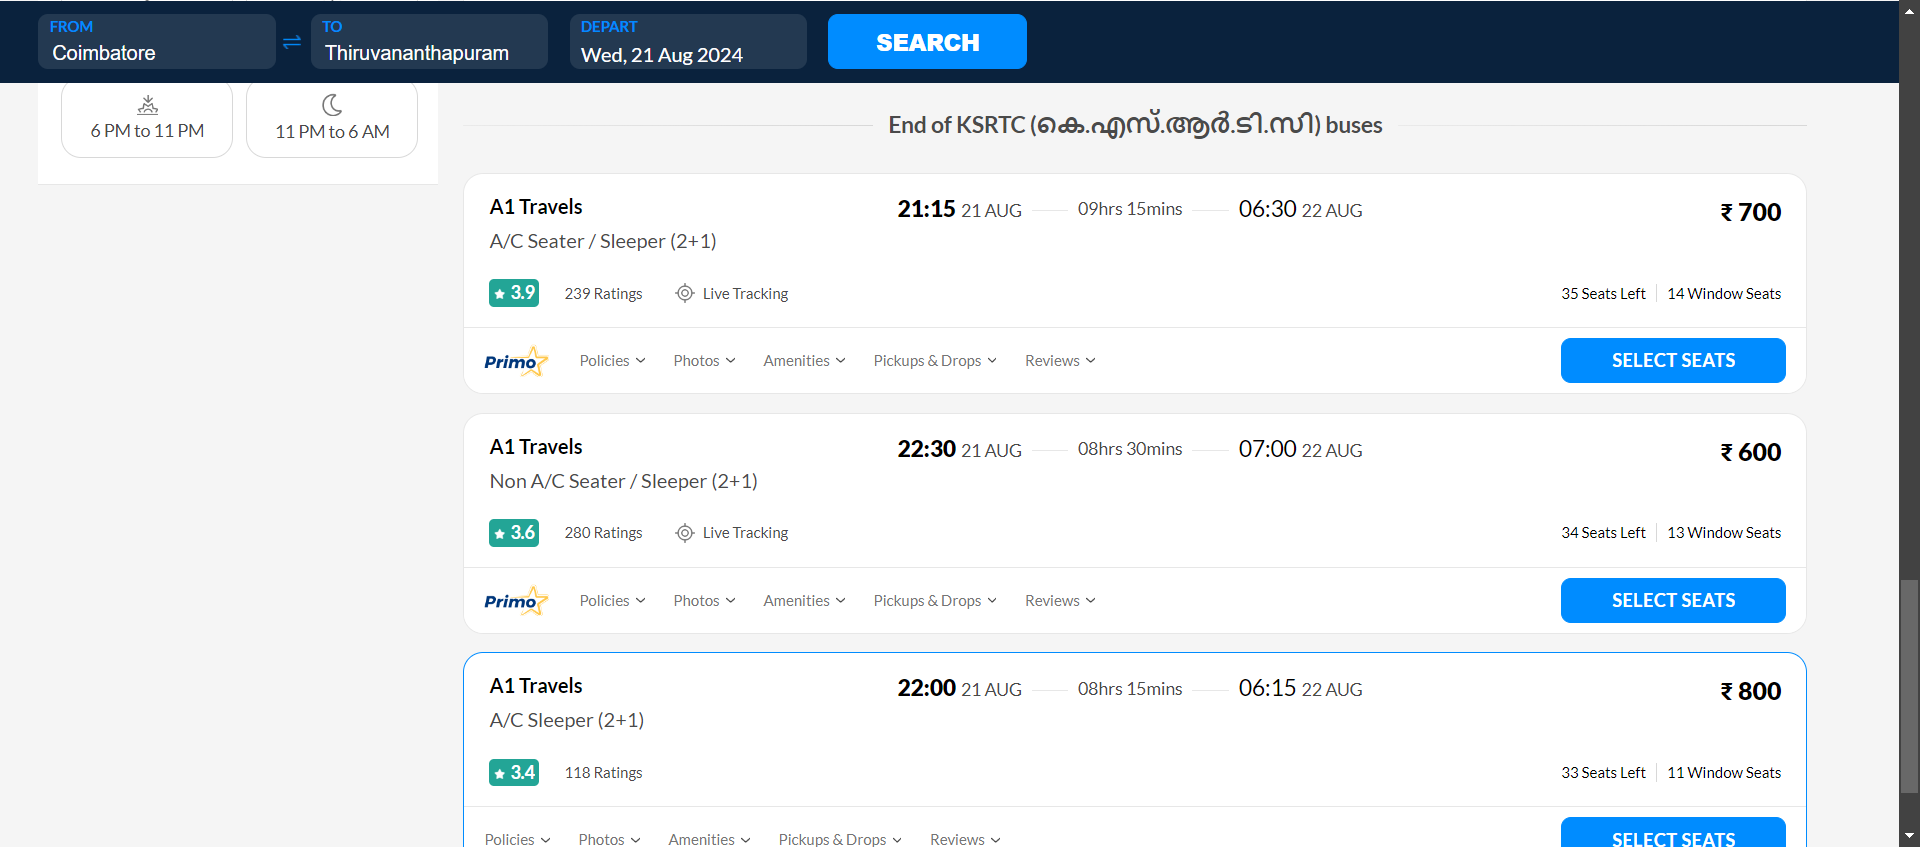 FROM
Coimbatore
TO
Thiruvananthapuram
DEPART
Wed, 21 Aug 2024
SEARCH
6 PM to 11 PM
11 PM to 6 AM
End of KSRTC (കെ.എസ്.ആർ.ടി.സി) buses
A1 Travels
21:15 21 AUG 09hrs 15mins 06:30 22 AUG
₹ 700
A/C Seater / Sleeper (2+1)
3.9 239 Ratings Live Tracking
35 Seats Left 14 Window Seats
Primo Policies Photos Amenities Pickups & Drops Reviews
SELECT SEATS
A1 Travels
22:30 21 AUG 08hrs 30mins 07:00 22 AUG
₹ 600
Non A/C Seater / Sleeper (2+1)
3.6 280 Ratings Live Tracking
34 Seats Left 13 Window Seats
Primo Policies Photos Amenities Pickups & Drops Reviews
SELECT SEATS
A1 Travels
22:00 21 AUG 08hrs 15mins 06:15 22 AUG
₹ 800
A/C Sleeper (2+1)
3.4 118 Ratings
33 Seats Left 11 Window Seats
Policies Photos Amenities Pickups & Drops Reviews
SELECT SEATS